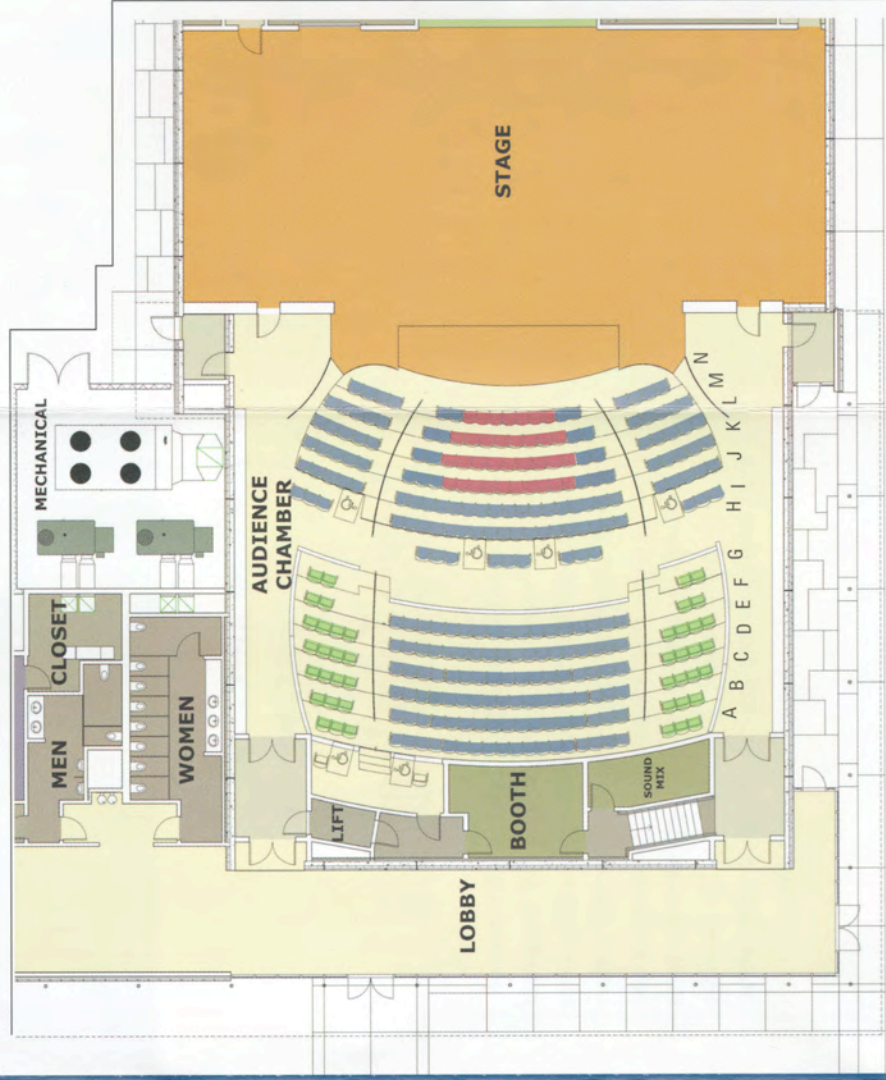 STAGE
MECHANICAL
AUDIENCE
CHAMBER
CLOSET
MEN
WOMEN
LIFT
BOOTH
SOUND
MIX
LOBBY
A B C D E F G H I J K L M N